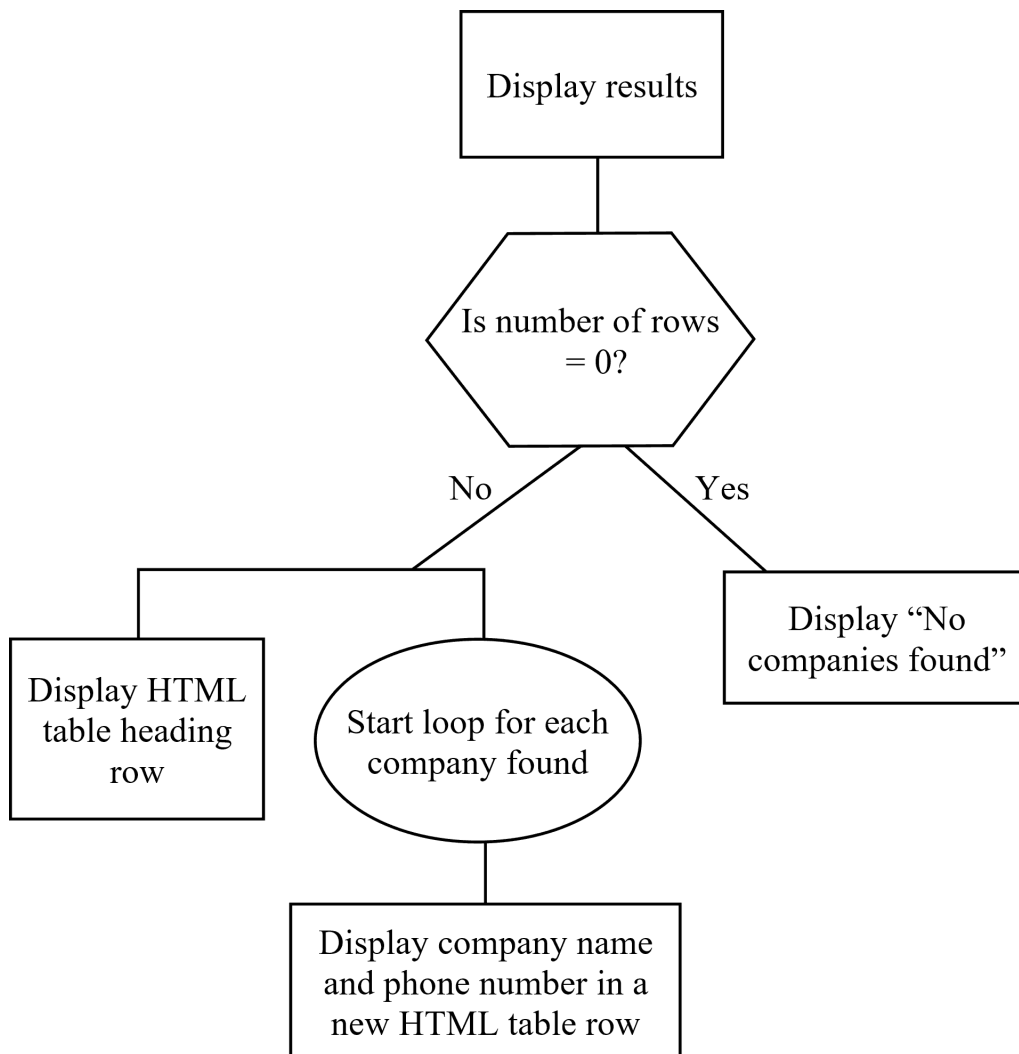 Display results
Is number of rows
= 0?
No
Yes
Display HTML
table heading
row
Start loop for each
company found
Display “No
companies found”
Display company name
and phone number in a
new HTML table row